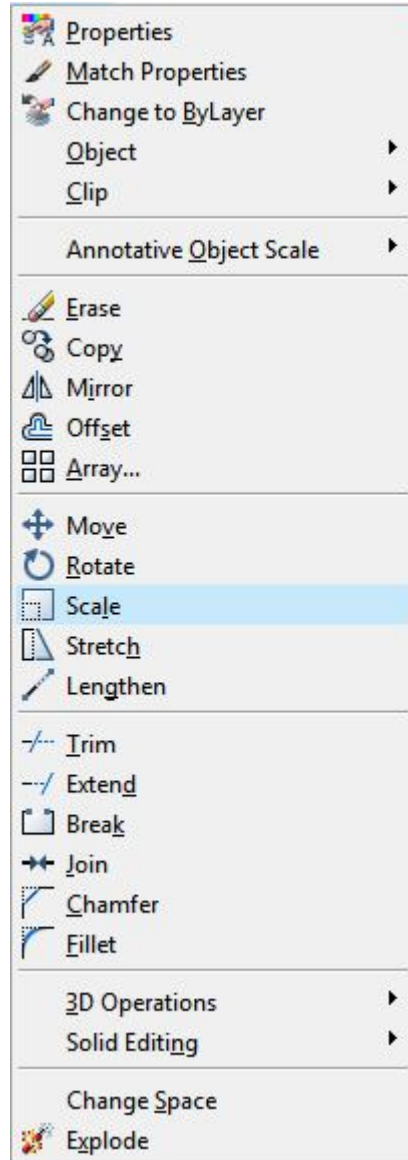 Properties
Match Properties
Change to ByLayer
Object
Clip
Annotative Object Scale
Erase
Copy
Mirror
Offset
Array...
Move
Rotate
Scale
Stretch
Lengthen
Trim
Extend
Break
Join
Chamfer
Fillet
3D Operations
Solid Editing
Change Space
Explode